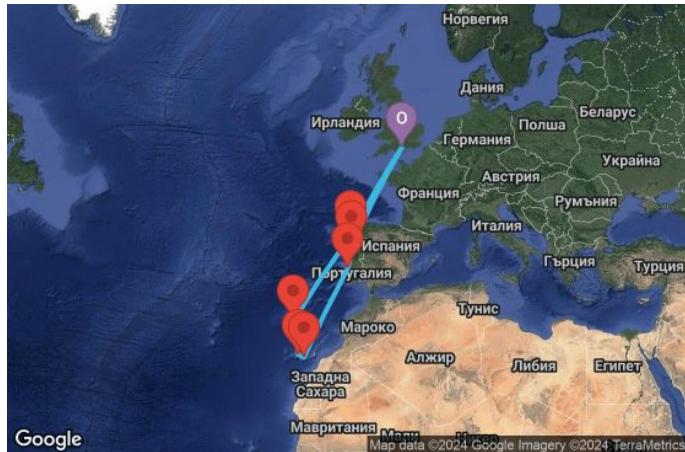 Норвегия
Дания
Ирландия
O
Полша
Беларус
Германия
Украйна
Австрия
Франция
Румъния
Италия
Испания
Гърция
Турция
Португалия
Тунис
Мароко
Алжир
Либия
Египет
Западна
Сахара
Мавритания
Мали
Google
Map data ©2024 Google Imagery ©2024 TerraMetrics